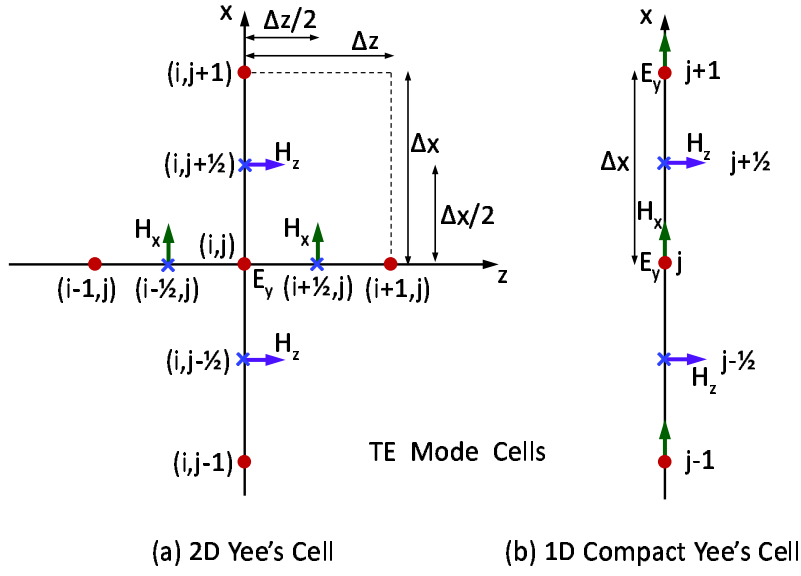 x
Δz/2
Δz
(i,j+1)
(i,j+½)
Hz
Δx
Δx/2
Hx
(i,j)
Hx
z
(i-1,j)
(i-½,j)
Ey
(i+½,j)
(i+1,j)
Hz
(i,j-½)
(i,j-1)
TE Mode Cells
(a) 2D Yee's Cell
x
Ey
j+1
Δx
Hz
j+½
Hx
Ey
j
j-½
Hz
j-1
(b) 1D Compact Yee's Cell